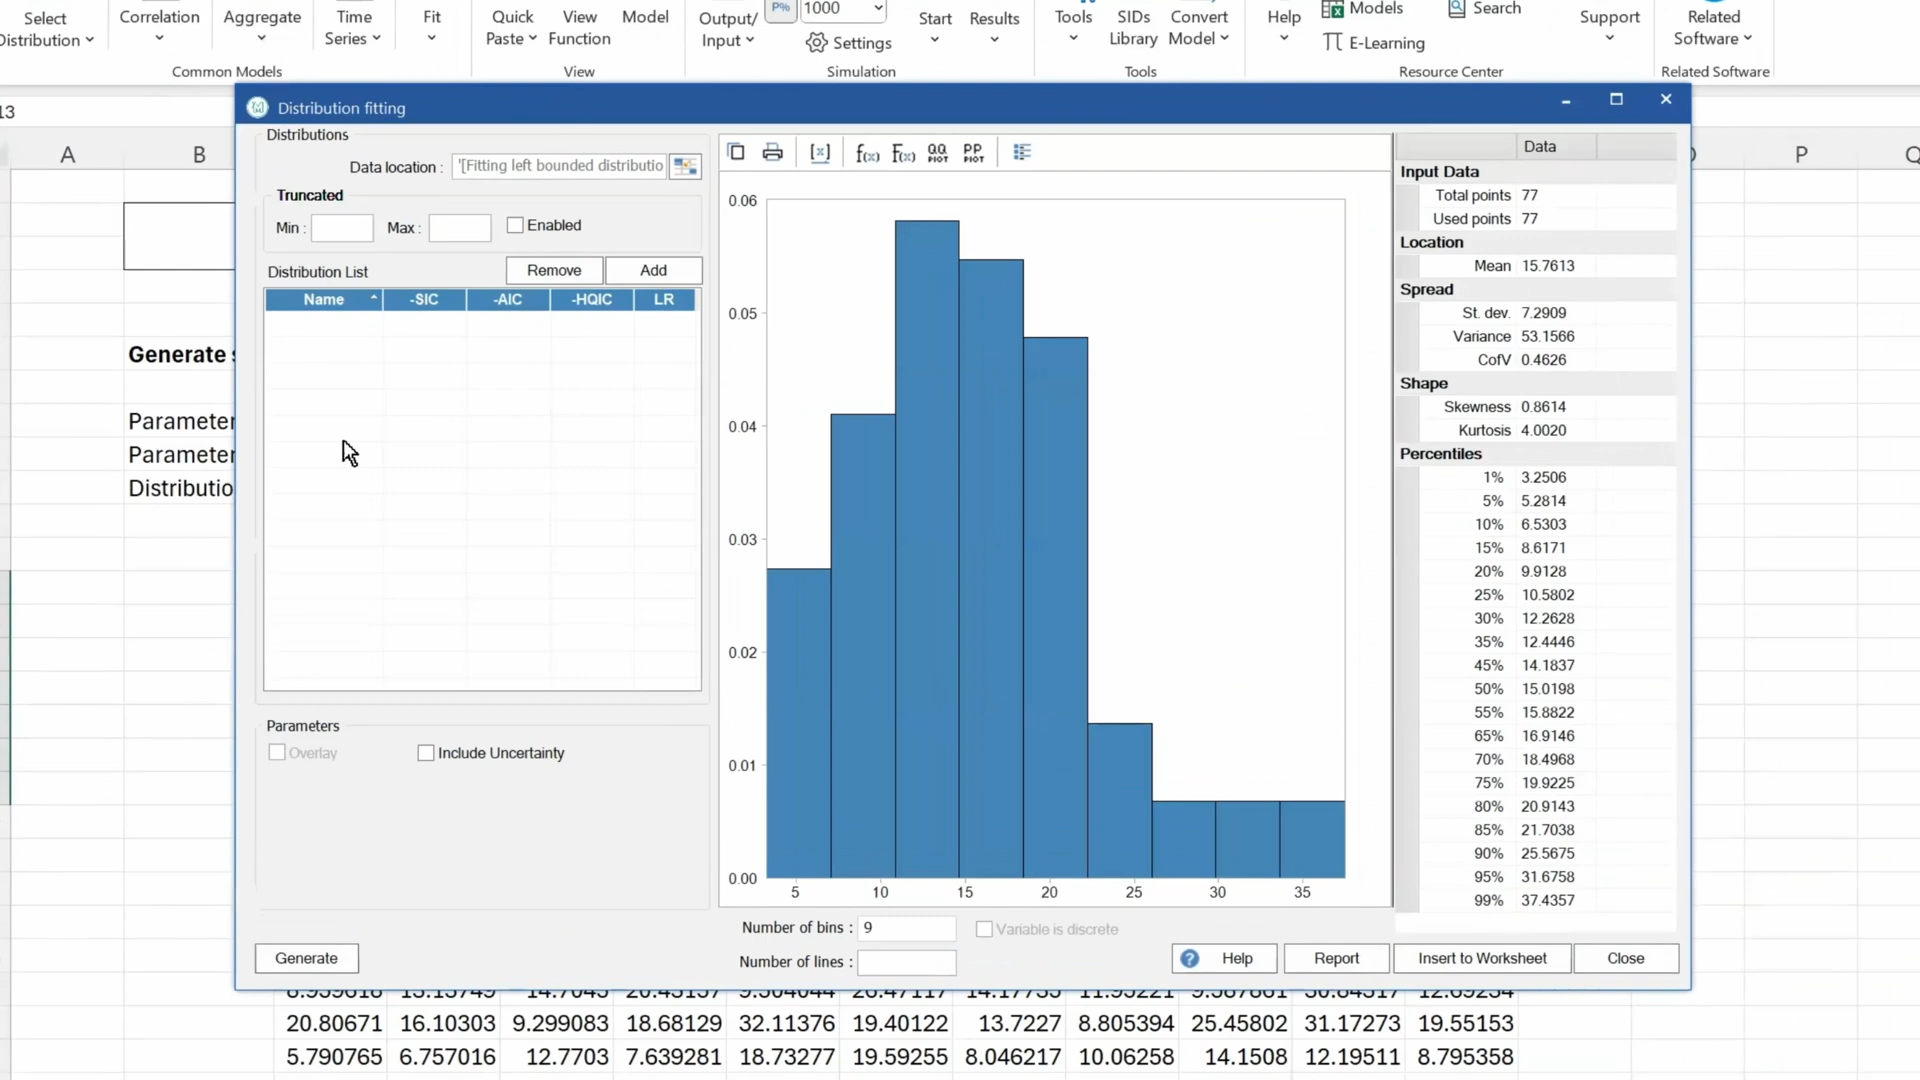 Select
Distribution
Correlation
Aggregate
Time
Series
Fit
Quick
Paste
View
Function
Model
Output/
Input
P%
1000
Settings
Start
Results
Tools
SIDs
Library
Convert
Model
Help
Models
E-Learning
Search
Support
Related
Software
Common Models
View
Simulation
Tools
Resource Center
Related Software
13
A
B
P
Generate
Parameter
Parameter
Distributio
Distribution fitting
Distributions
Data location :
'[Fitting left bounded distributio
Truncated
Min :
Max :
Enabled
Distribution List
Remove
Add
Name
-SIC
-AIC
-HQIC
LR
Parameters
Overlay
Include Uncertainty
Generate
f(x)
F(x)
QQ
PLOT
PP
PLOT
0.06
0.05
0.04
0.03
0.02
0.01
0.00
5
10
15
20
25
30
35
Number of bins :
9
Variable is discrete
Number of lines :
Data
Input Data
Total points 77
Used points 77
Location
Mean 15.7613
Spread
St. dev. 7.2909
Variance 53.1566
CofV 0.4626
Shape
Skewness 0.8614
Kurtosis 4.0020
Percentiles
1% 3.2506
5% 5.2814
10% 6.5303
15% 8.6171
20% 9.9128
25% 10.5802
30% 12.2628
35% 12.4446
45% 14.1837
50% 15.0198
55% 15.8822
65% 16.9146
70% 18.4968
75% 19.9225
80% 20.9143
85% 21.7038
90% 25.5675
95% 31.6758
99% 37.4357
Help
Report
Insert to Worksheet
Close
20.80671 16.10303 9.299083 18.68129 32.11376 19.40122 13.7227 8.805394 25.45802 31.17273 19.55153
5.790765 6.757016 12.7703 7.639281 18.73277 19.59255 8.046217 10.06258 14.1508 12.19511 8.795358